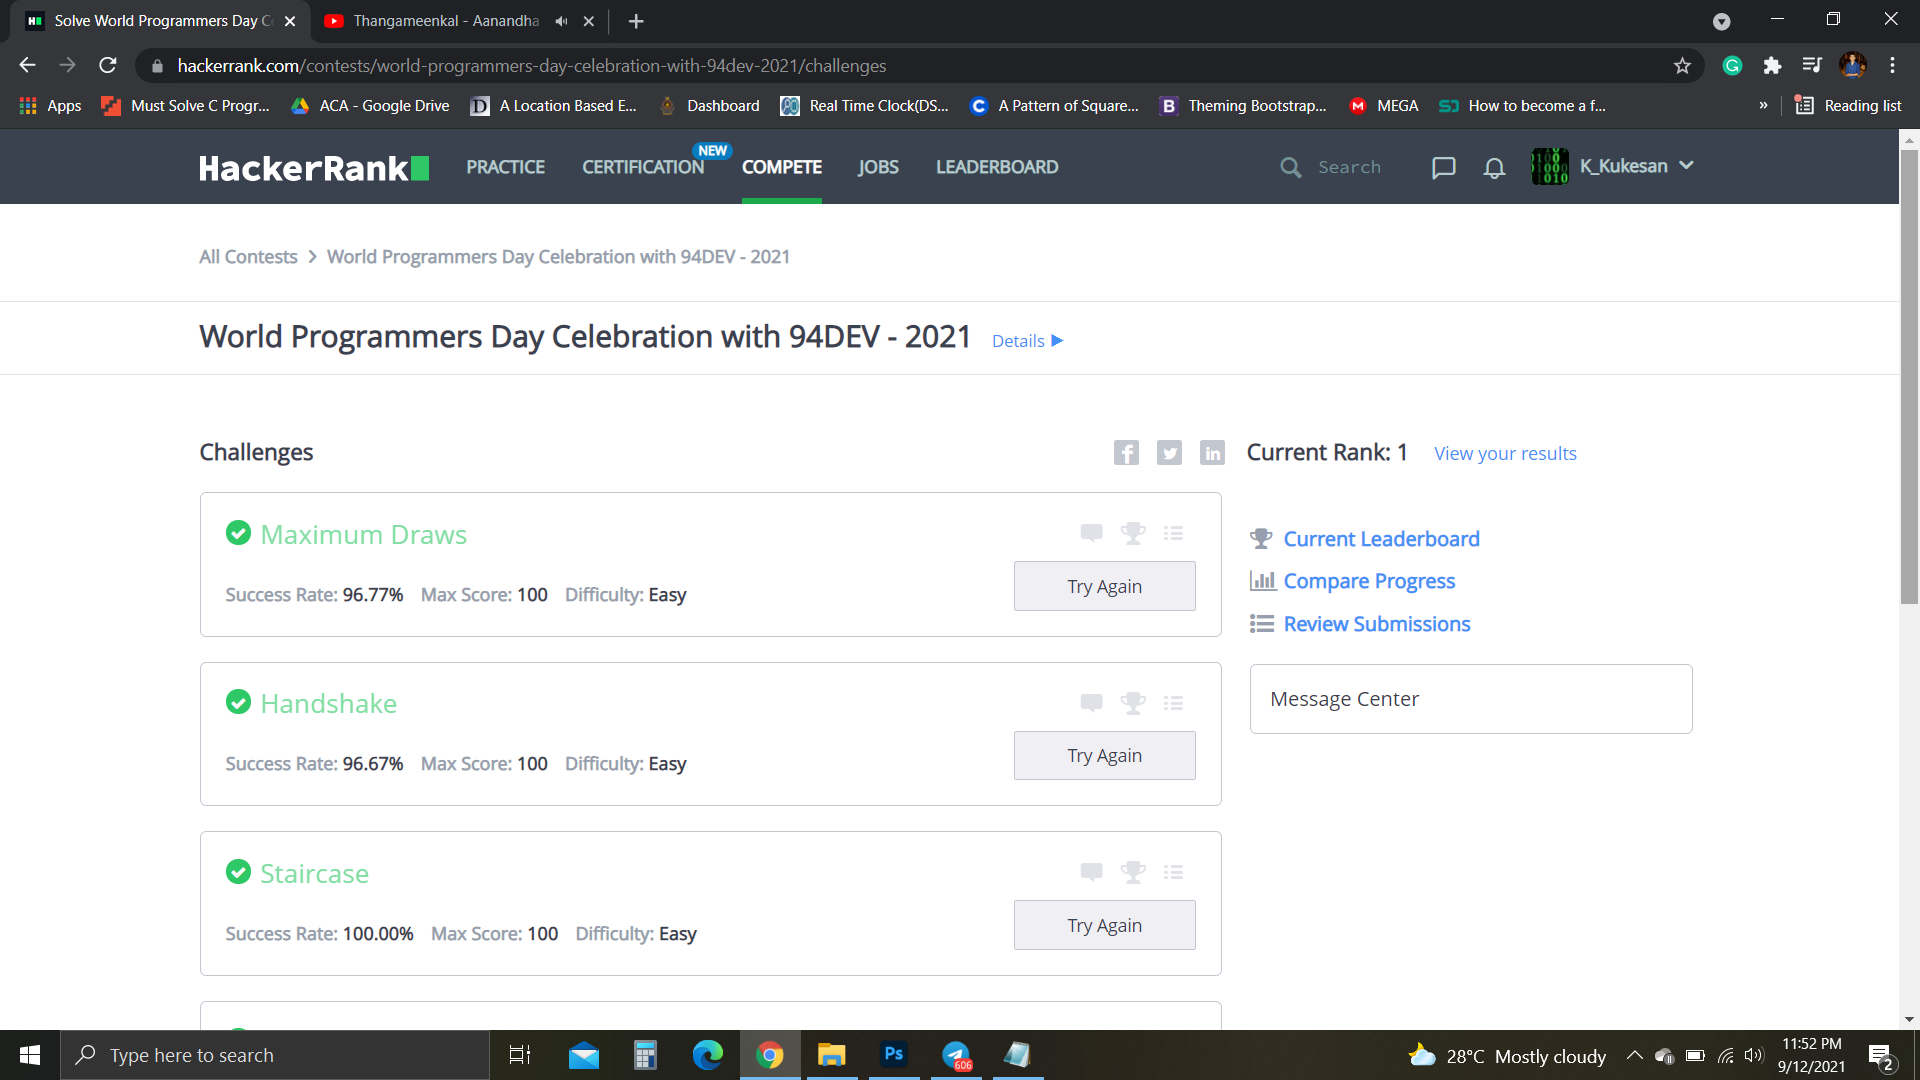 Solve World Programmers Day C
Thangameenkal - Aanandha
hackerrank.com/contests/world-programmers-day-celebration-with-94dev-2021/challenges
Apps Must Solve C Progr... ACA - Google Drive A Location Based E... Dashboard Real Time Clock(DS... A Pattern of Square... Theming Bootstrap... MEGA How to become a f... » Reading list
HackerRank PRACTICE CERTIFICATION NEW COMPETE JOBS LEADERBOARD Search K_Kukesan
All Contests > World Programmers Day Celebration with 94DEV - 2021
World Programmers Day Celebration with 94DEV - 2021 Details
Challenges
Current Rank: 1 View your results
Maximum Draws
Success Rate: 96.77% Max Score: 100 Difficulty: Easy
Try Again
Handshake
Success Rate: 96.67% Max Score: 100 Difficulty: Easy
Try Again
Staircase
Success Rate: 100.00% Max Score: 100 Difficulty: Easy
Try Again
Current Leaderboard
Compare Progress
Review Submissions
Message Center
Type here to search
Ps
606
28°C Mostly cloudy
11:52 PM
9/12/2021
2